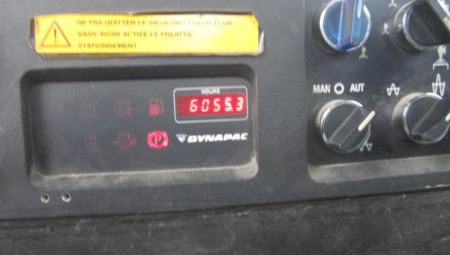 NE PAS QUITTER LE SIEGE DU CONDUCTEUR
SANS AVOIR ACTIVE LE FREIN DE
STATIONNEMENT
HOURS
6055.3
MAN AUT
P
DYNAPAC